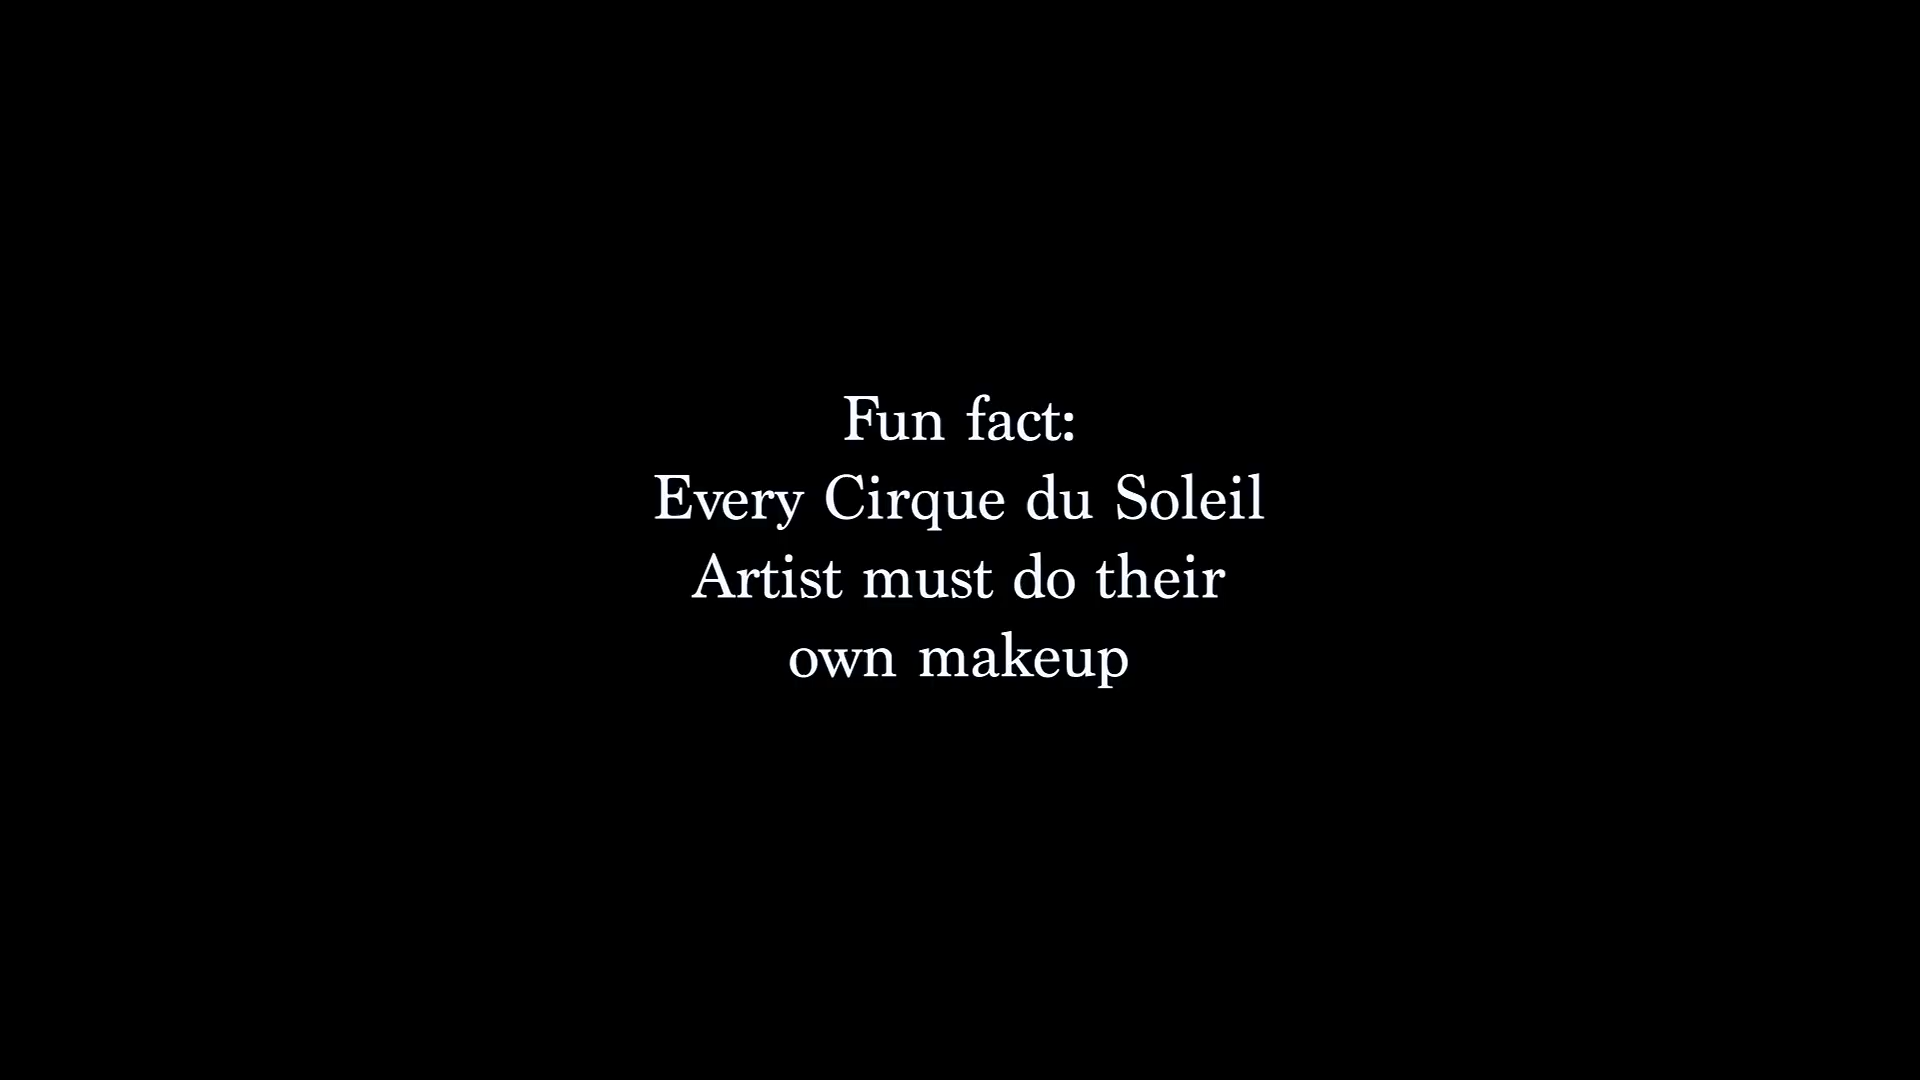 Fun fact:
Every Cirque du Soleil
Artist must do their
own makeup